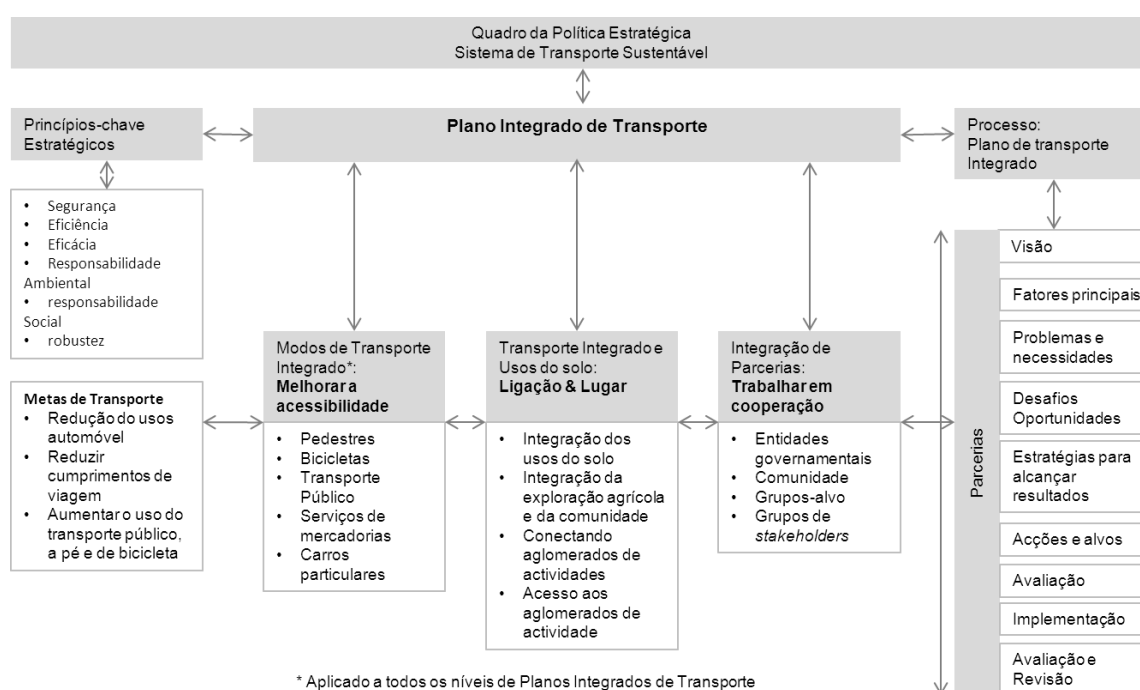 Quadro da Política Estratégica
Sistema de Transporte Sustentável
Princípios-chave
Estratégicos
Plano Integrado de Transporte
Processo:
Plano de transporte
Integrado
• Segurança
• Eficiência
• Eficácia
• Responsabilidade
Ambiental
• responsabilidade
Social
• robustez
Metas de Transporte
• Redução do usos
automóvel
• Reduzir
cumprimentos de
viagem
• Aumentar o uso do
transporte público,
a pé e de bicicleta
Modos de Transporte
Integrado*:
Melhorar a
acessibilidade
• Pedestres
• Bicicletas
• Transporte
Público
• Serviços de
mercadorias
• Carros
particulares
Transporte Integrado e
Usos do solo:
Ligação & Lugar
• Integração dos
usos do solo
• Integração da
exploração agrícola
e da comunidade
• Conectando
aglomerados de
actividades
• Acesso aos
aglomerados de
actividade
Integração de
Parcerias:
Trabalhar em
cooperação
• Entidades
governamentais
• Comunidade
• Grupos-alvo
• Grupos de
stakeholders
Parcerias
Visão
Fatores principais
Problemas e
necessidades
Desafios
Oportunidades
Estratégias para
alcançar
resultados
Acções e alvos
Avaliação
Implementação
Avaliação e
Revisão
* Aplicado a todos os níveis de Planos Integrados de Transporte